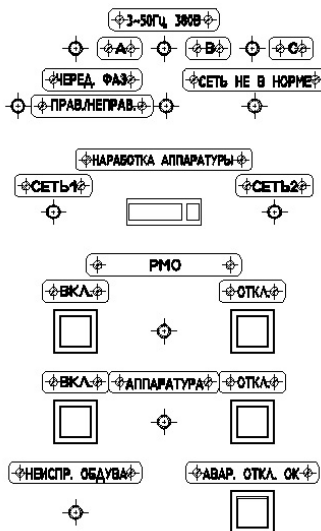 3~50Гц 380В
А В С
ЧЕРЕД. ФАЗ СЕТЬ НЕ В НОРМЕ
ПРАВ./НЕПРАВ.
НАРАБОТКА АППАРАТУРЫ
СЕТЬ1 СЕТЬ2
РМО
ВКЛ. ОТКЛ.
ВКЛ. АППАРАТУРА ОТКЛ.
НЕИСПР. ОБДУВА АВАР. ОТКЛ. ОК